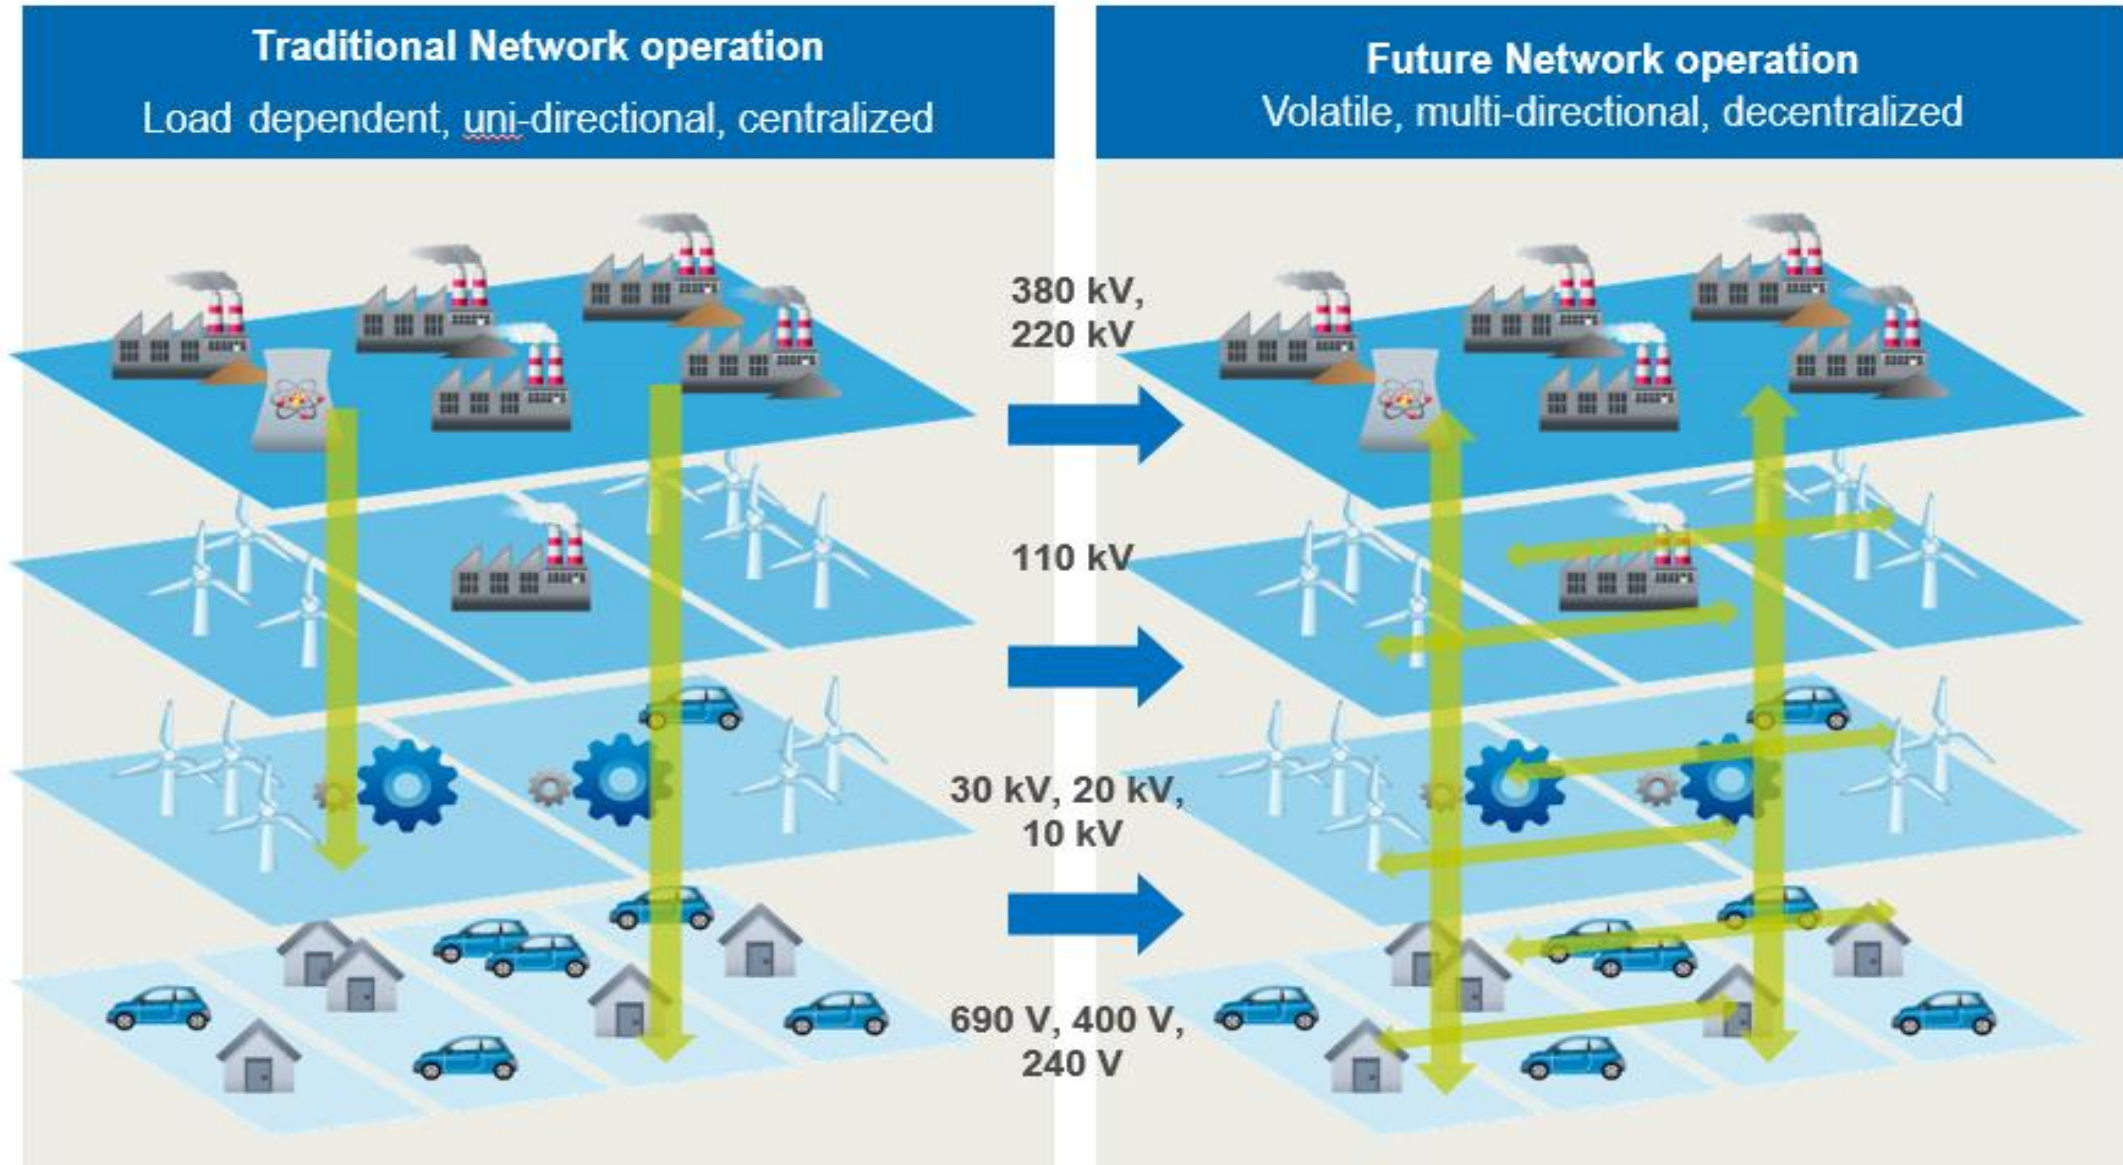 Traditional Network operation
Load dependent, uni-directional, centralized
Future Network operation
Volatile, multi-directional, decentralized
380 kV,
220 kV
110 kV
30 kV, 20 kV,
10 kV
690 V, 400 V,
240 V